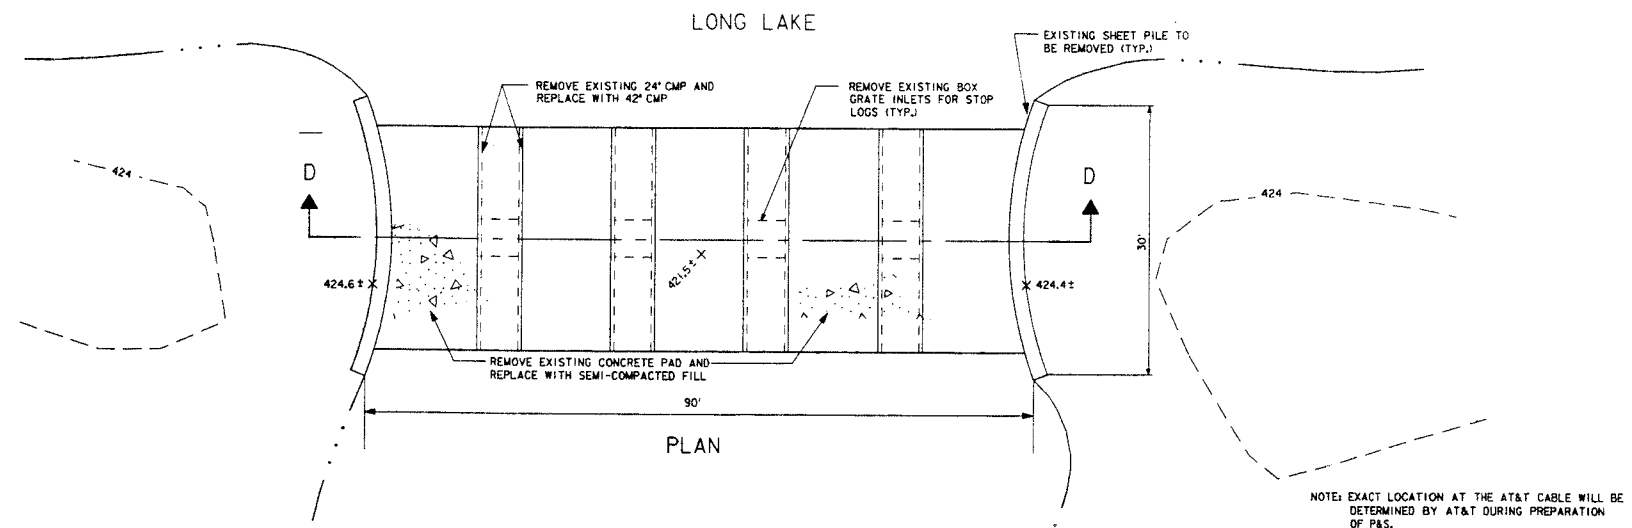 LONG LAKE
EXISTING SHEET PILE TO
BE REMOVED (TYP.)
REMOVE EXISTING 24" CMP AND
REPLACE WITH 42" CMP
REMOVE EXISTING BOX
GRATE INLETS FOR STOP
LOGS (TYP.)
424
D
D
424
30'
424.6±
421.5±
424.4±
REMOVE EXISTING CONCRETE PAD AND
REPLACE WITH SEMI-COMPACTED FILL
90'
PLAN
NOTE: EXACT LOCATION AT THE AT&T CABLE WILL BE
DETERMINED BY AT&T DURING PREPARATION
OF P&S.